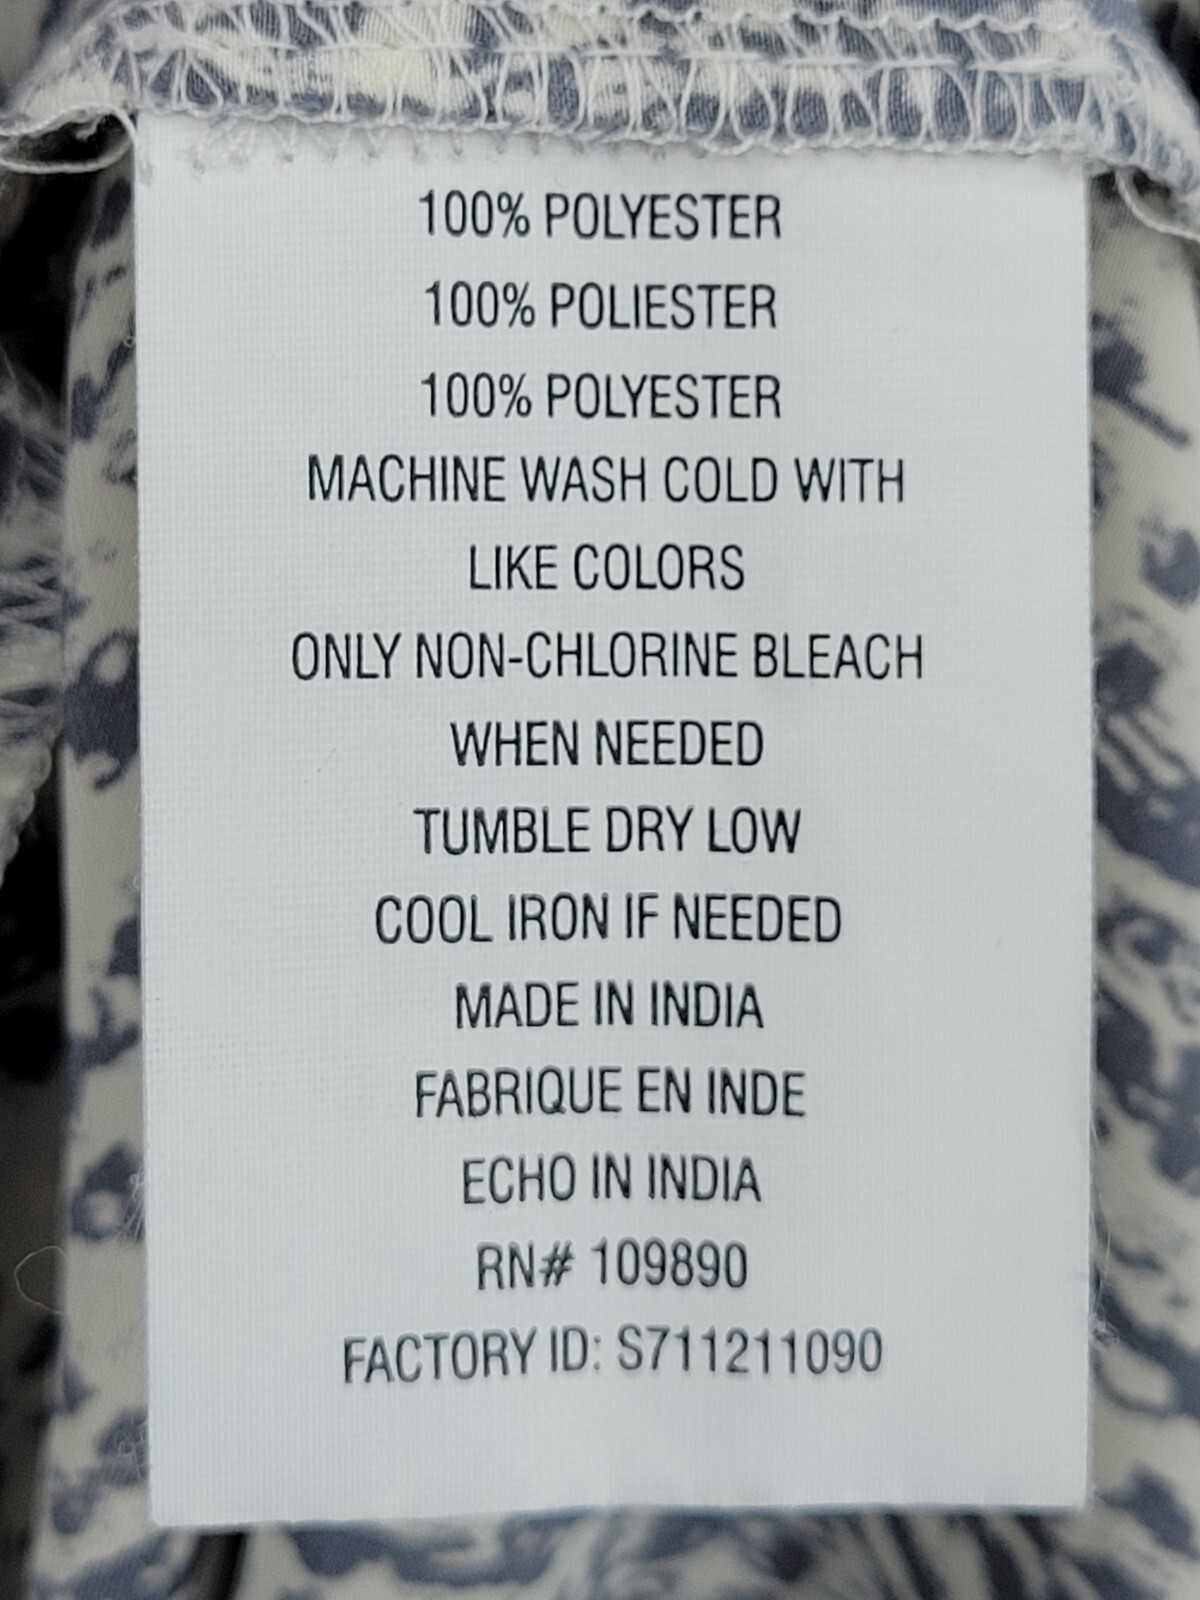 100% POLYESTER
100% POLIESTER
100% POLYESTER
MACHINE WASH COLD WITH
LIKE COLORS
ONLY NON-CHLORINE BLEACH
WHEN NEEDED
TUMBLE DRY LOW
COOL IRON IF NEEDED
MADE IN INDIA
FABRIQUE EN INDE
ECHO IN INDIA
RN# 109890
FACTORY ID: S711211090